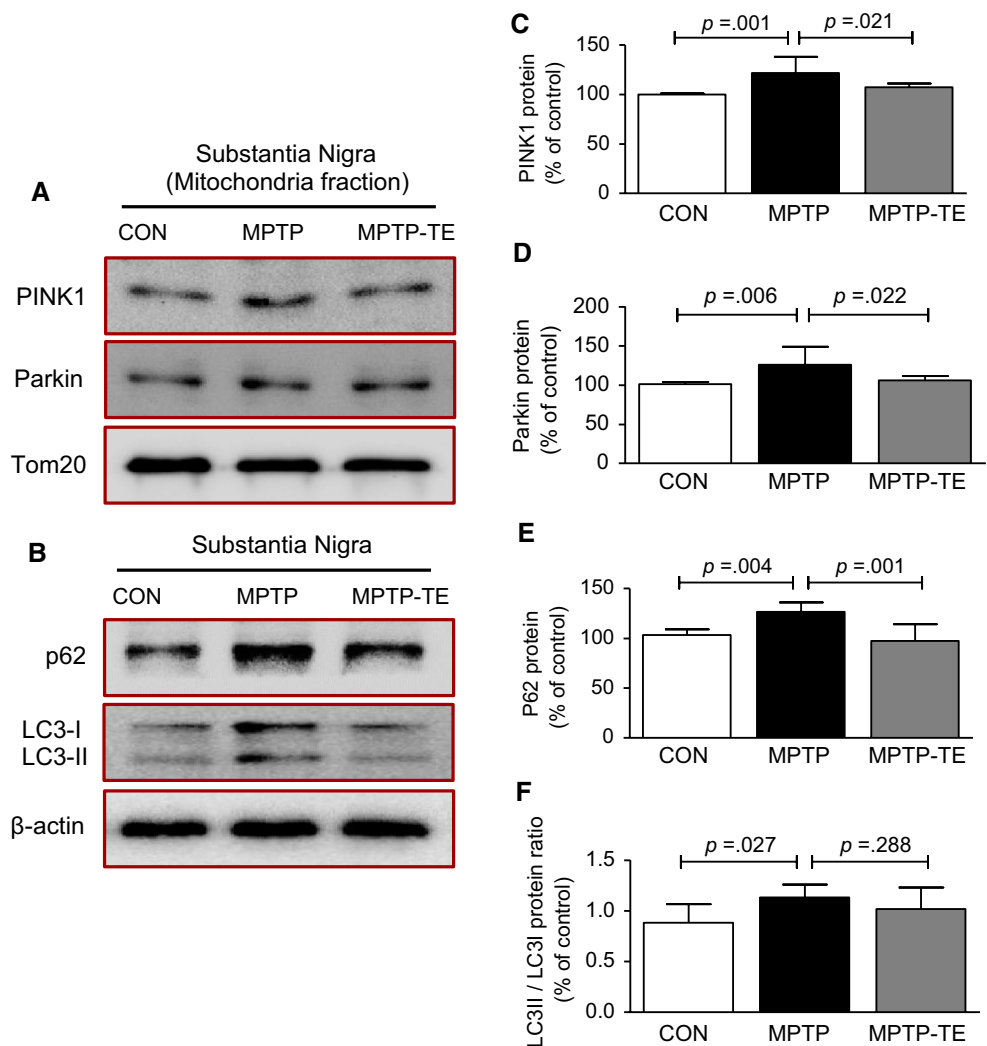 A
Substantia Nigra
(Mitochondria fraction)
CON MPTP MPTP-TE
PINK1
Parkin
Tom20
B
Substantia Nigra
CON MPTP MPTP-TE
p62
LC3-I
LC3-II
β-actin
C
p =.001 p =.021
PINK1 protein
(% of control)
150
100
50
0
CON MPTP MPTP-TE
D
p =.006 p =.022
Parkin protein
(% of control)
200
150
100
50
0
CON MPTP MPTP-TE
E
p =.004 p =.001
P62 protein
(% of control)
150
100
50
0
CON MPTP MPTP-TE
F
p =.027 p =.288
LC3II / LC3I protein ratio
(% of control)
1.5
1.0
0.5
0.0
CON MPTP MPTP-TE